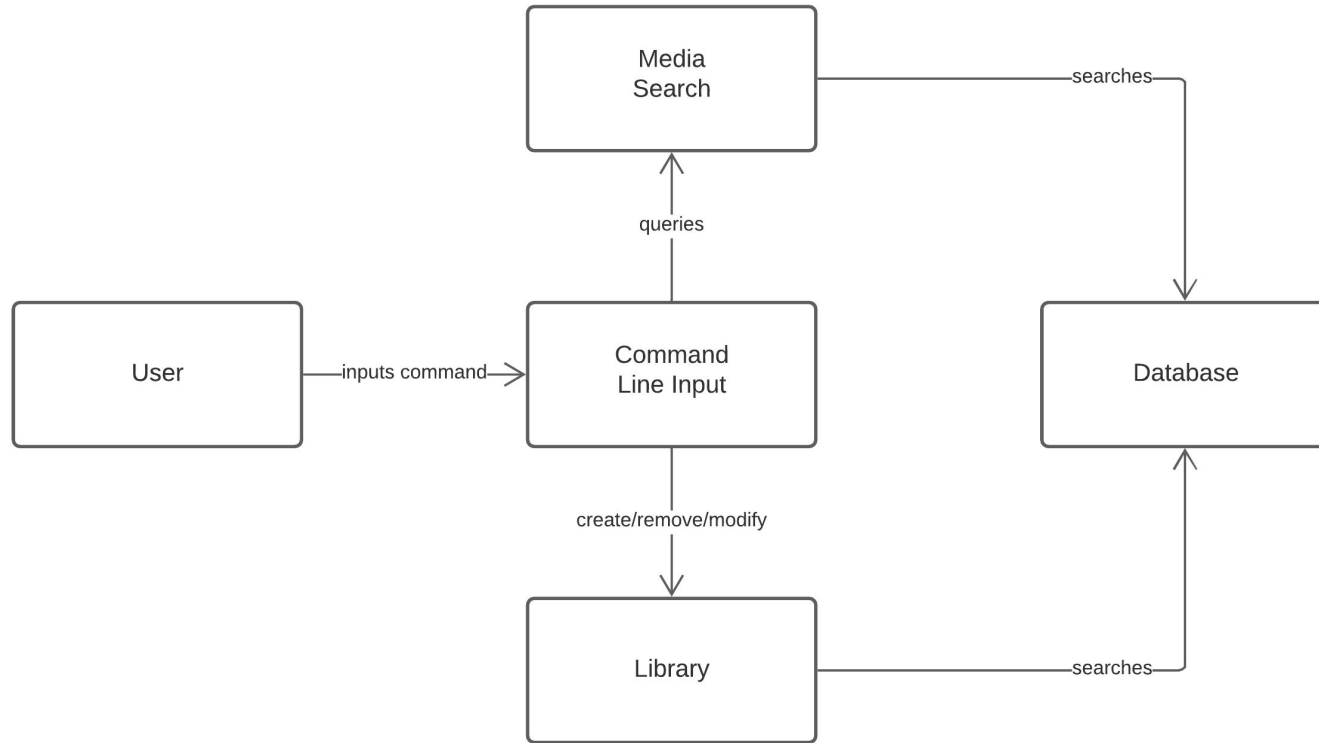 Media
Search
searches
queries
User
inputs command
Command
Line Input
Database
create/remove/modify
Library
searches